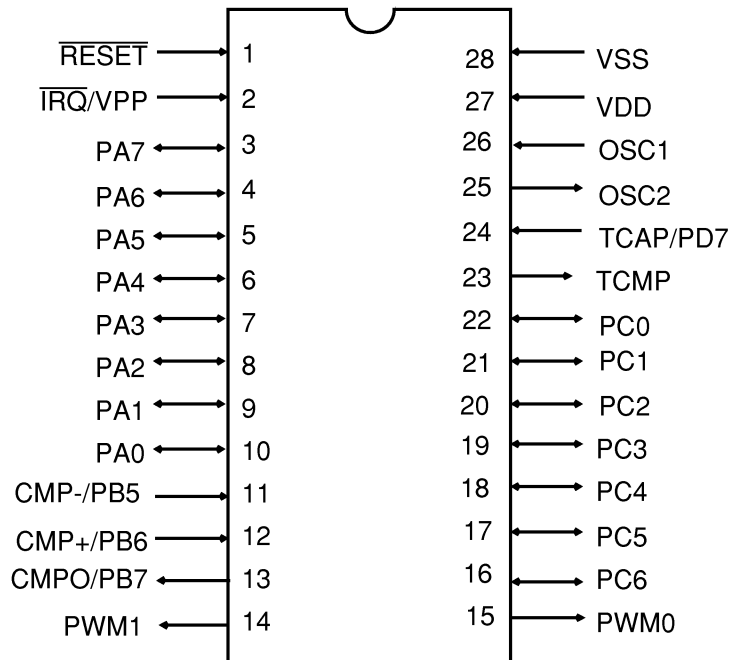 RESET 1 28 VSS
IRQ/VPP 2 27 VDD
PA7 3 26 OSC1
PA6 4 25 OSC2
PA5 5 24 TCAP/PD7
PA4 6 23 TCMP
PA3 7 22 PC0
PA2 8 21 PC1
PA1 9 20 PC2
PA0 10 19 PC3
CMP-/PB5 11 18 PC4
CMP+/PB6 12 17 PC5
CMPO/PB7 13 16 PC6
PWM1 14 15 PWM0